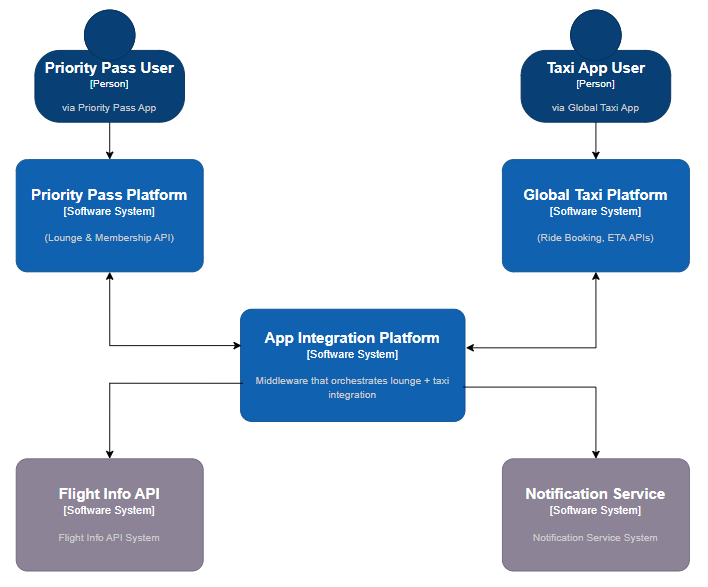 Priority Pass User
[Person]
via Priority Pass App
Taxi App User
[Person]
via Global Taxi App
Priority Pass Platform
[Software System]
(Lounge & Membership API)
Global Taxi Platform
[Software System]
(Ride Booking, ETA APIs)
App Integration Platform
[Software System]
Middleware that orchestrates lounge + taxi
integration
Flight Info API
[Software System]
Flight Info API System
Notification Service
[Software System]
Notification Service System